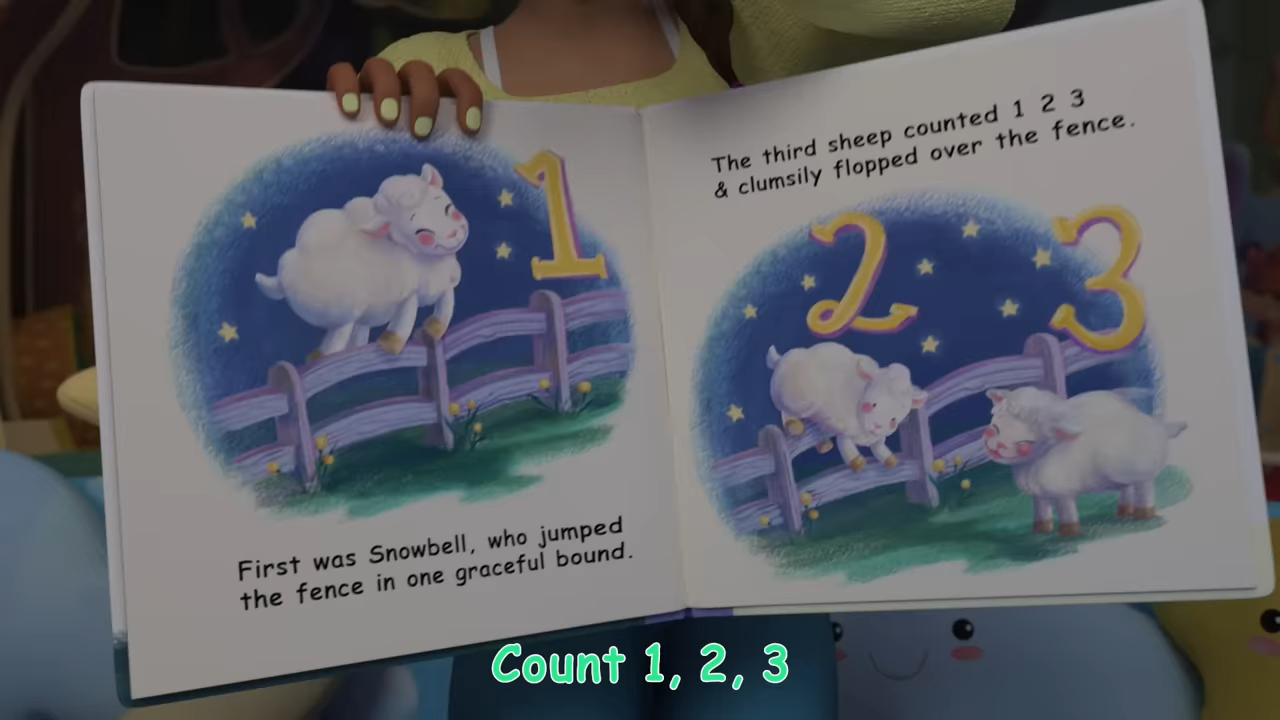 1
First was Snowbell, who jumped
the fence in one graceful bound.
The third sheep counted 1 2 3
& clumsily flopped over the fence.
2 3
Count 1, 2, 3